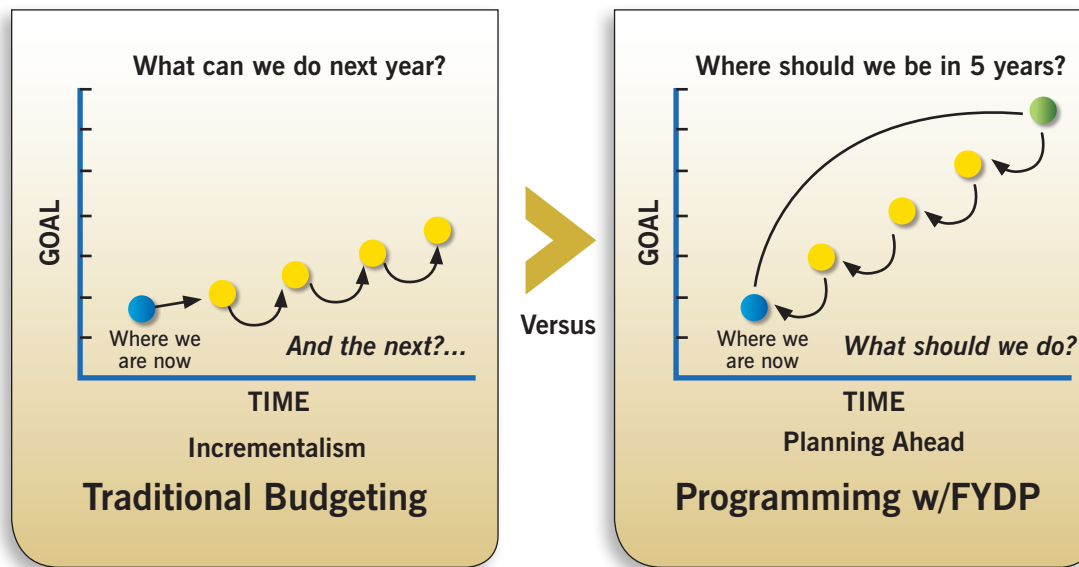 What can we do next year?
GOAL
Where we
are now
And the next?...
TIME
Incrementalism
Traditional Budgeting
Versus
Where should we be in 5 years?
GOAL
Where we
are now
What should we do?
TIME
Planning Ahead
Programmimg w/FYDP